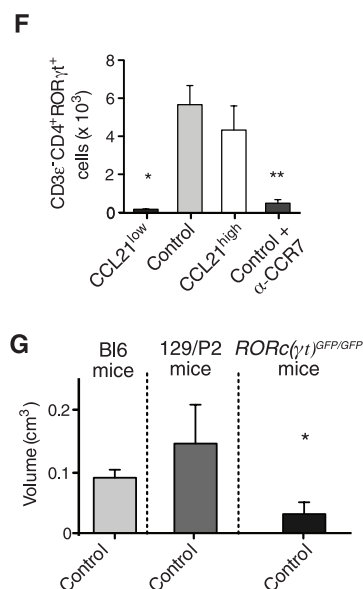 F
CD3ε⁻CD4⁺RORγt⁺
cells (x 10³)
8
6
4
2
0
*
**
CCL21ˡᵒʷ
Control
CCL21ʰⁱᵍʰ
Control +
α-CCR7
G
Bl6
mice
129/P2
mice
RORc(γt)ᴳᶠᴾ/ᴳᶠᴾ
mice
Volume (cm³)
0.2
0.1
0
*
Control
Control
Control